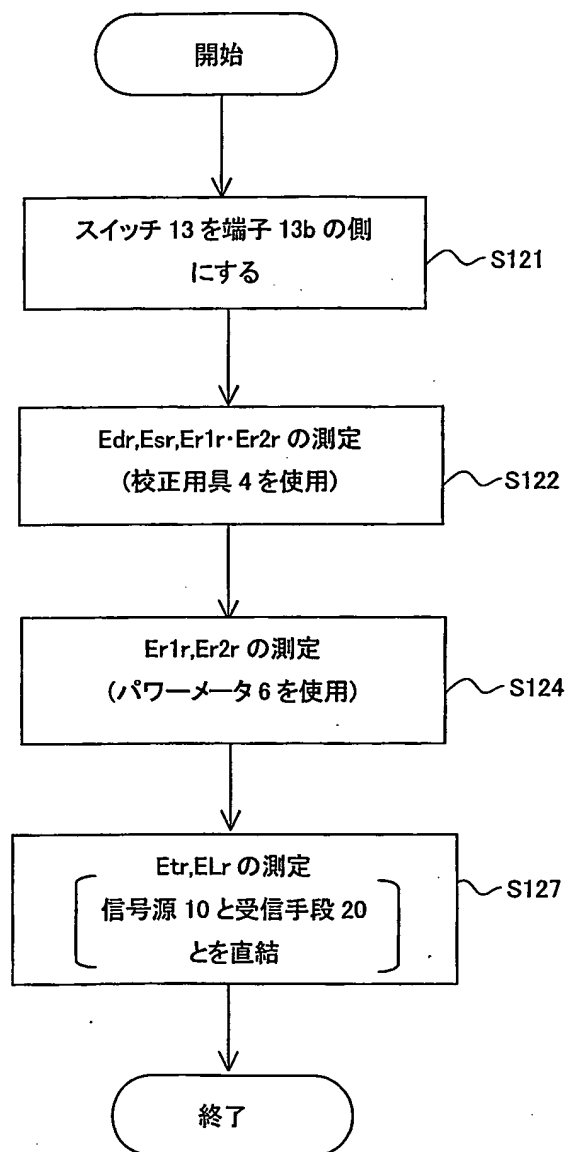 開始
スイッチ 13 を端子 13b の側
にする
S121
Edr,Esr,Er1r･Er2r の測定
(校正用具 4 を使用)
S122
Er1r,Er2r の測定
(パワーメータ 6 を使用)
S124
Etr,ELr の測定
信号源 10 と受信手段 20
とを直結
S127
終了